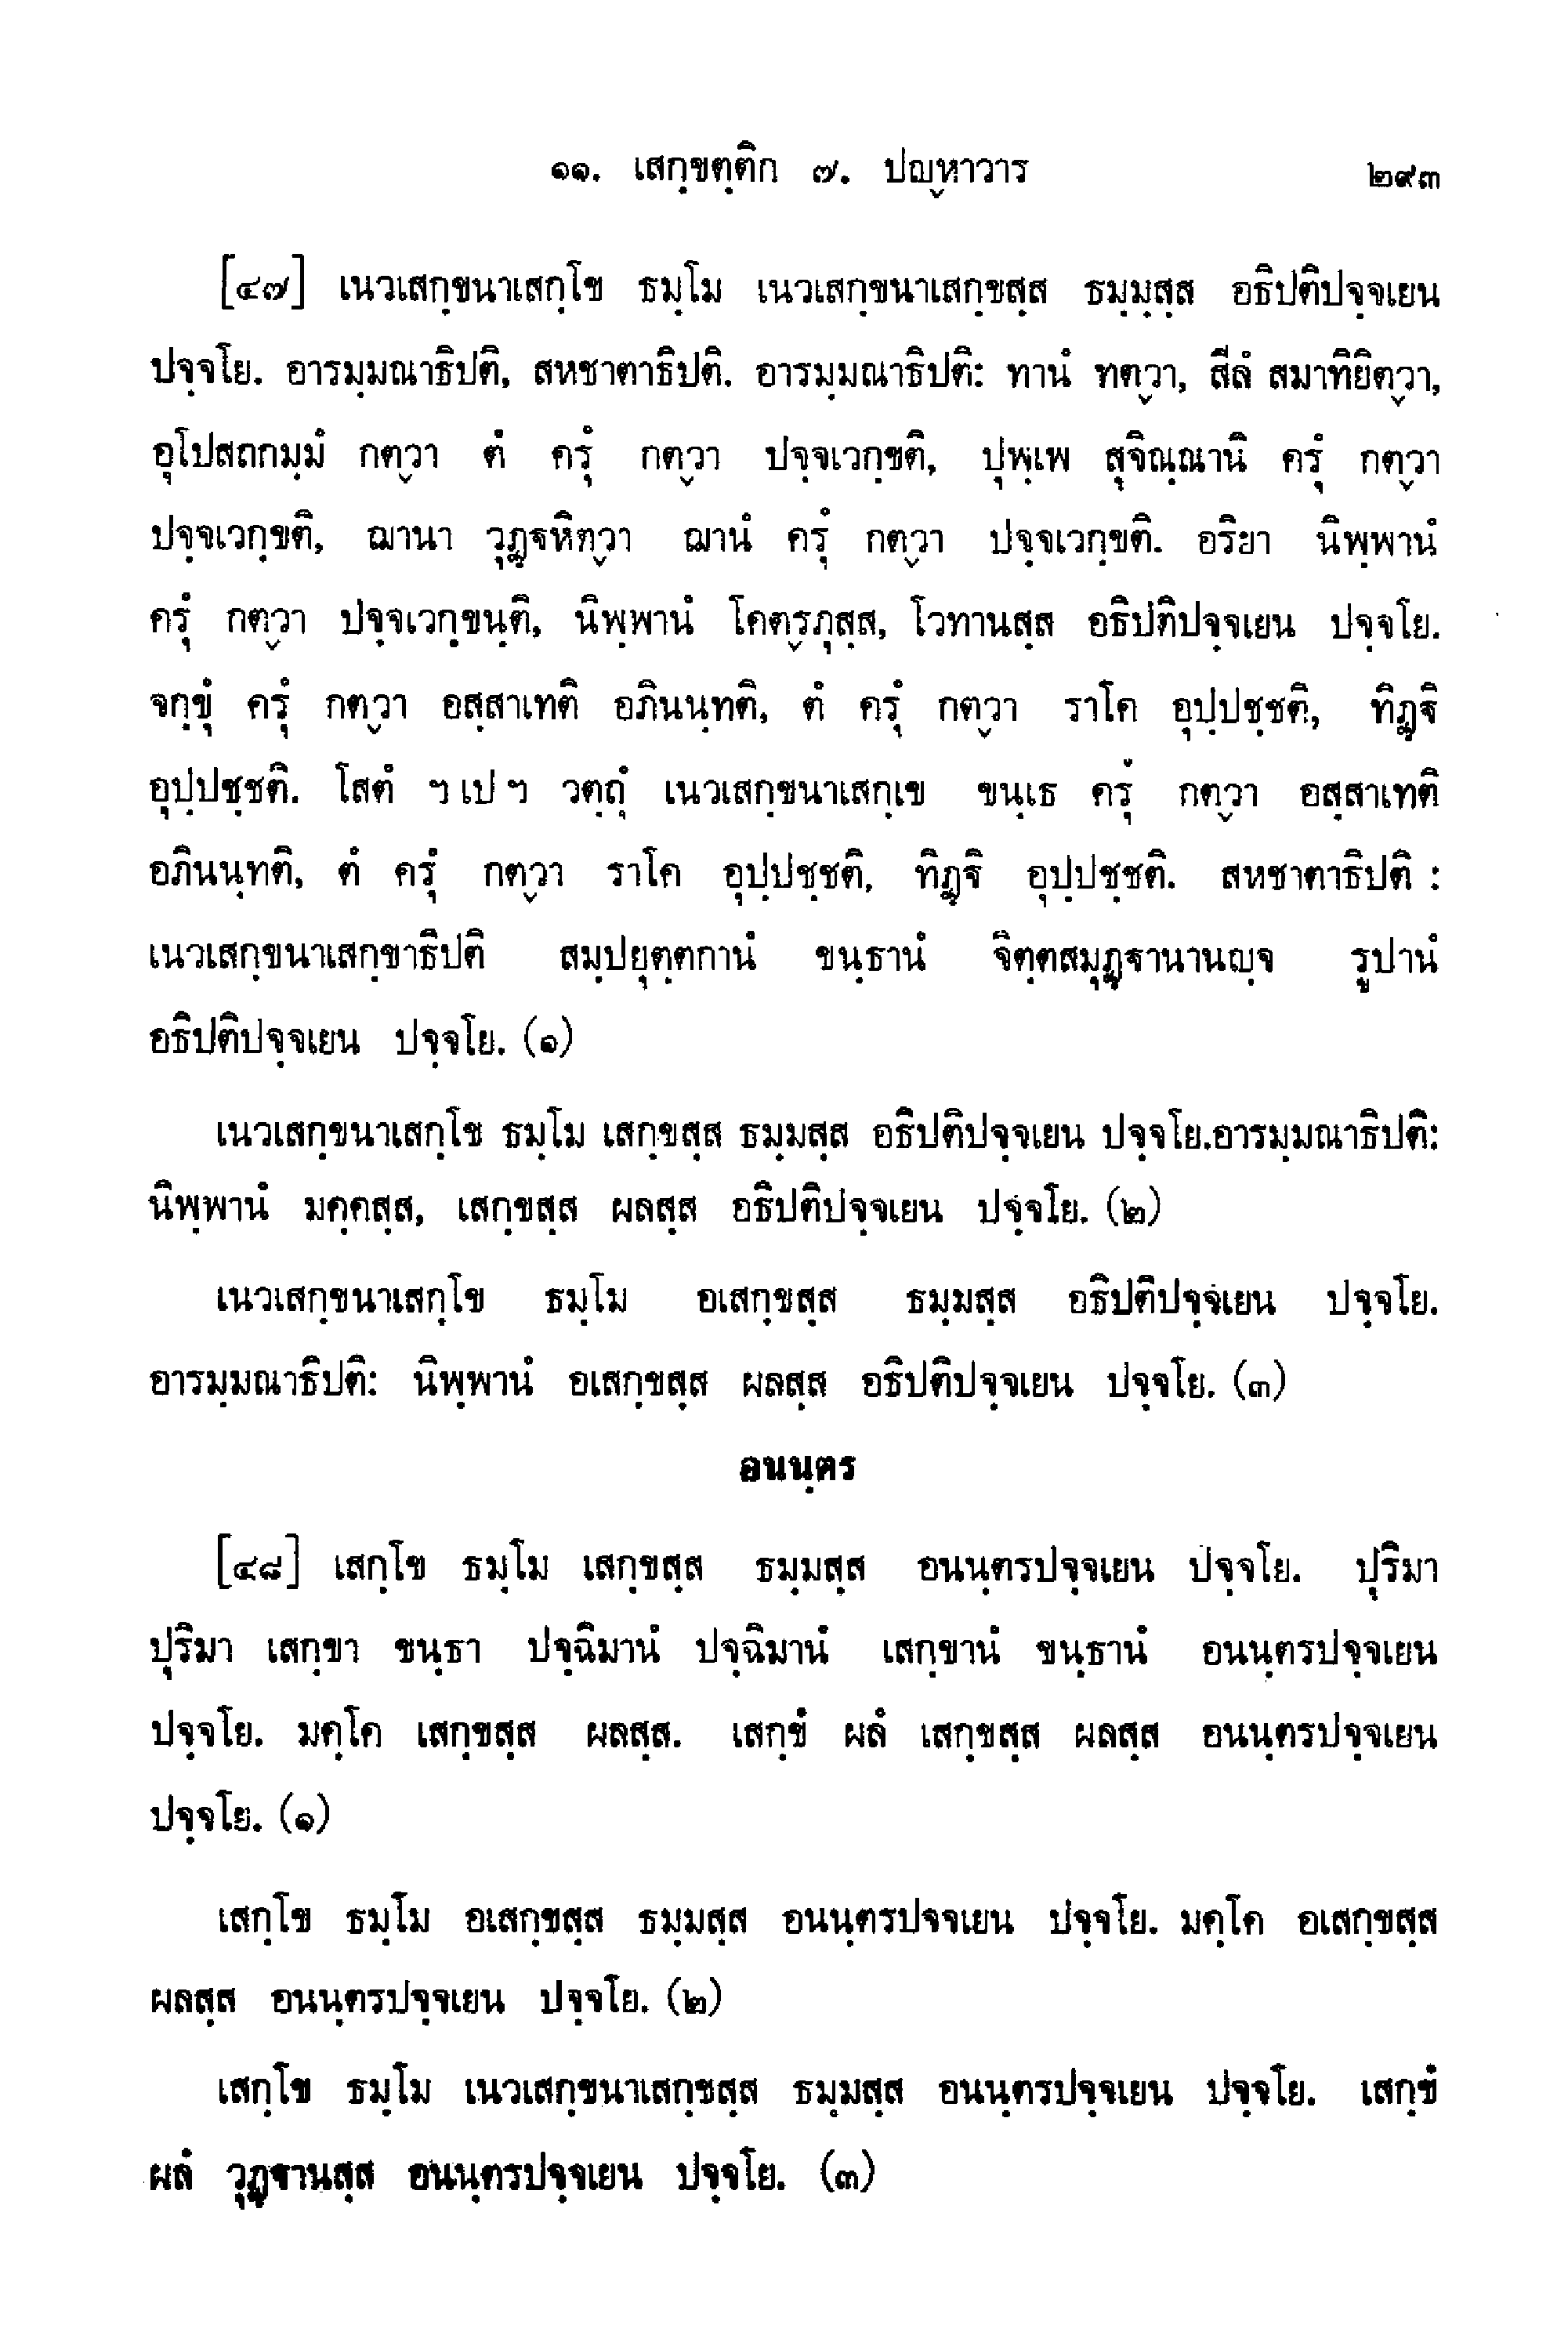 ๑๑. เสกฺขตฺติก ๗. ปญฺหาวาร ๒๙๓
[๔๗] เนวเสกฺขนาเสกฺโข ธมฺโม เนวเสกฺขนาเสกฺขสฺส ธมฺมฺสฺส อธิปติปจฺจเยน
ปจฺจโย. อารมฺมณาธิปติ, สหชาตาธิปติ. อารมฺมณาธิปติ: ทานํ ทตฺวา, สีลํ สมาทิยิตฺวา,
อุโปสถกมฺมํ กตฺวา ตํ ครุํ กตฺวา ปจฺจเวกฺขติ, ปุพฺเพ สุจิณฺณานิ ครุํ กตฺวา
ปจฺจเวกฺขติ, ฌานา วุฏฺฐหิตฺวา ฌานํ ครุํ กตฺวา ปจฺจเวกฺขติ. อริยา นิพฺพานํ
ครุํ กตฺวา ปจฺจเวกฺขนฺติ, นิพฺพานํ โคตฺรภุสฺส, โวทานสฺส อธิปติปจฺจเยน ปจฺจโย.
จกฺขุํ ครุํ กตฺวา อสฺสาเทติ อภินนฺทติ, ตํ ครุํ กตฺวา ราโค อุปฺปชฺชติ, ทิฏฺฐิ
อุปฺปชฺชติ. โสตํ ฯ เป ฯ วตฺถุํ เนวเสกฺขนาเสกฺเข ขนฺเธ ครุํ กตฺวา อสฺสาเทติ
อภินนฺทติ, ตํ ครุํ กตฺวา ราโค อุปฺปชฺชติ, ทิฏฺฐิ อุปฺปชฺชติ. สหชาตาธิปติ :
เนวเสกฺขนาเสกฺขาธิปติ สมฺปยุตฺตกานํ ขนฺธานํ จิตฺตสมุฏฺฐานานญฺจ รูปานํ
อธิปติปจฺจเยน ปจฺจโย. (๑)
เนวเสกฺขนาเสกฺโข ธมฺโม เสกฺขสฺส ธมฺมสฺส อธิปติปจฺจเยน ปจฺจโย.อารมฺมณาธิปติ:
นิพฺพานํ มคฺคสฺส, เสกฺขสฺส ผลสฺส อธิปติปจฺจเยน ปจฺจโย. (๒)
เนวเสกฺขนาเสกฺโข ธมฺโม อเสกฺขสฺส ธมฺมสฺส อธิปติปจฺจเยน ปจฺจโย.
อารมฺมณาธิปติ: นิพฺพานํ อเสกฺขสฺส ผลสฺส อธิปติปจฺจเยน ปจฺจโย. (๓)
อนนฺตร
[๔๘] เสกฺโข ธมฺโม เสกฺขสฺส ธมฺมสฺส อนนฺตรปจฺจเยน ปจฺจโย. ปุริมา
ปุริมา เสกฺขา ขนฺธา ปจฺฉิมานํ ปจฺฉิมานํ เสกฺขานํ ขนฺธานํ อนนฺตรปจฺจเยน
ปจฺจโย. มคฺโค เสกฺขสฺส ผลสฺส. เสกฺขํ ผลํ เสกฺขสฺส ผลสฺส อนนฺตรปจฺจเยน
ปจฺจโย. (๑)
เสกฺโข ธมฺโม อเสกฺขสฺส ธมฺมสฺส อนนฺตรปจฺจเยน ปจฺจโย. มคฺโค อเสกฺขสฺส
ผลสฺส อนนฺตรปจฺจเยน ปจฺจโย. (๒)
เสกฺโข ธมฺโม เนวเสกฺขนาเสกฺขสฺส ธมฺมสฺส อนนฺตรปจฺจเยน ปจฺจโย. เสกฺขํ
ผลํ วุฏฺฐานสฺส อนนฺตรปจฺจเยน ปจฺจโย. (๓)